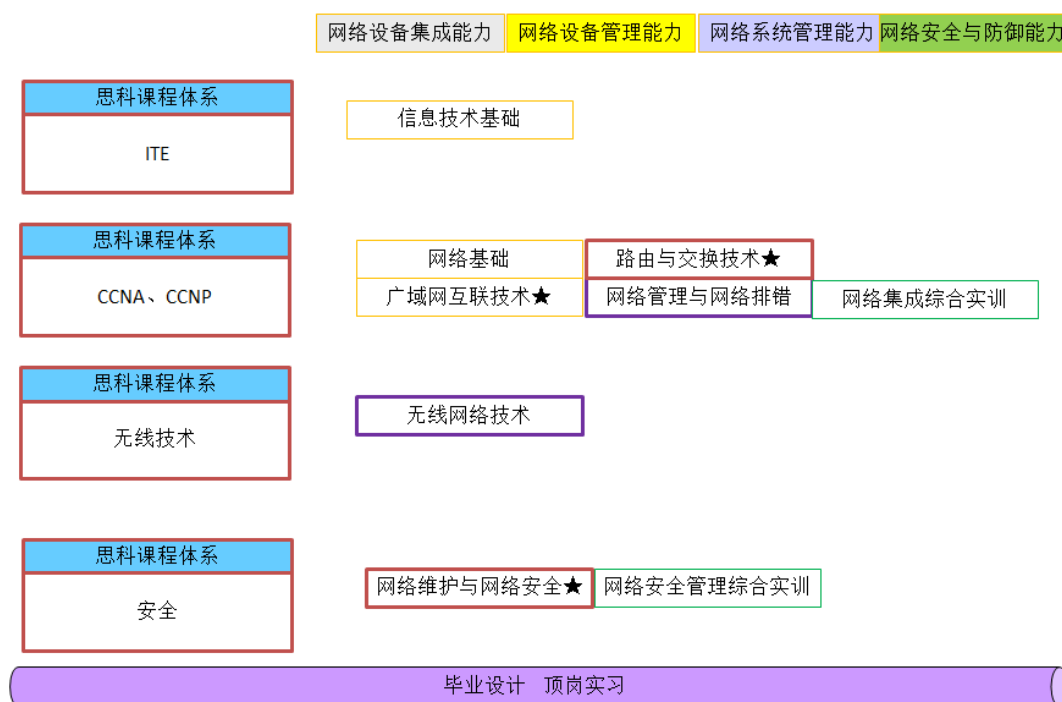 网络设备集成能力 网络设备管理能力 网络系统管理能力 网络安全与防御能力
思科课程体系
ITE
信息技术基础
思科课程体系
CCNA、CCNP
网络基础 路由与交换技术★
广域网互联技术★ 网络管理与网络排错 网络集成综合实训
思科课程体系
无线技术
无线网络技术
思科课程体系
安全
网络维护与网络安全★ 网络安全管理综合实训
毕业设计 顶岗实习